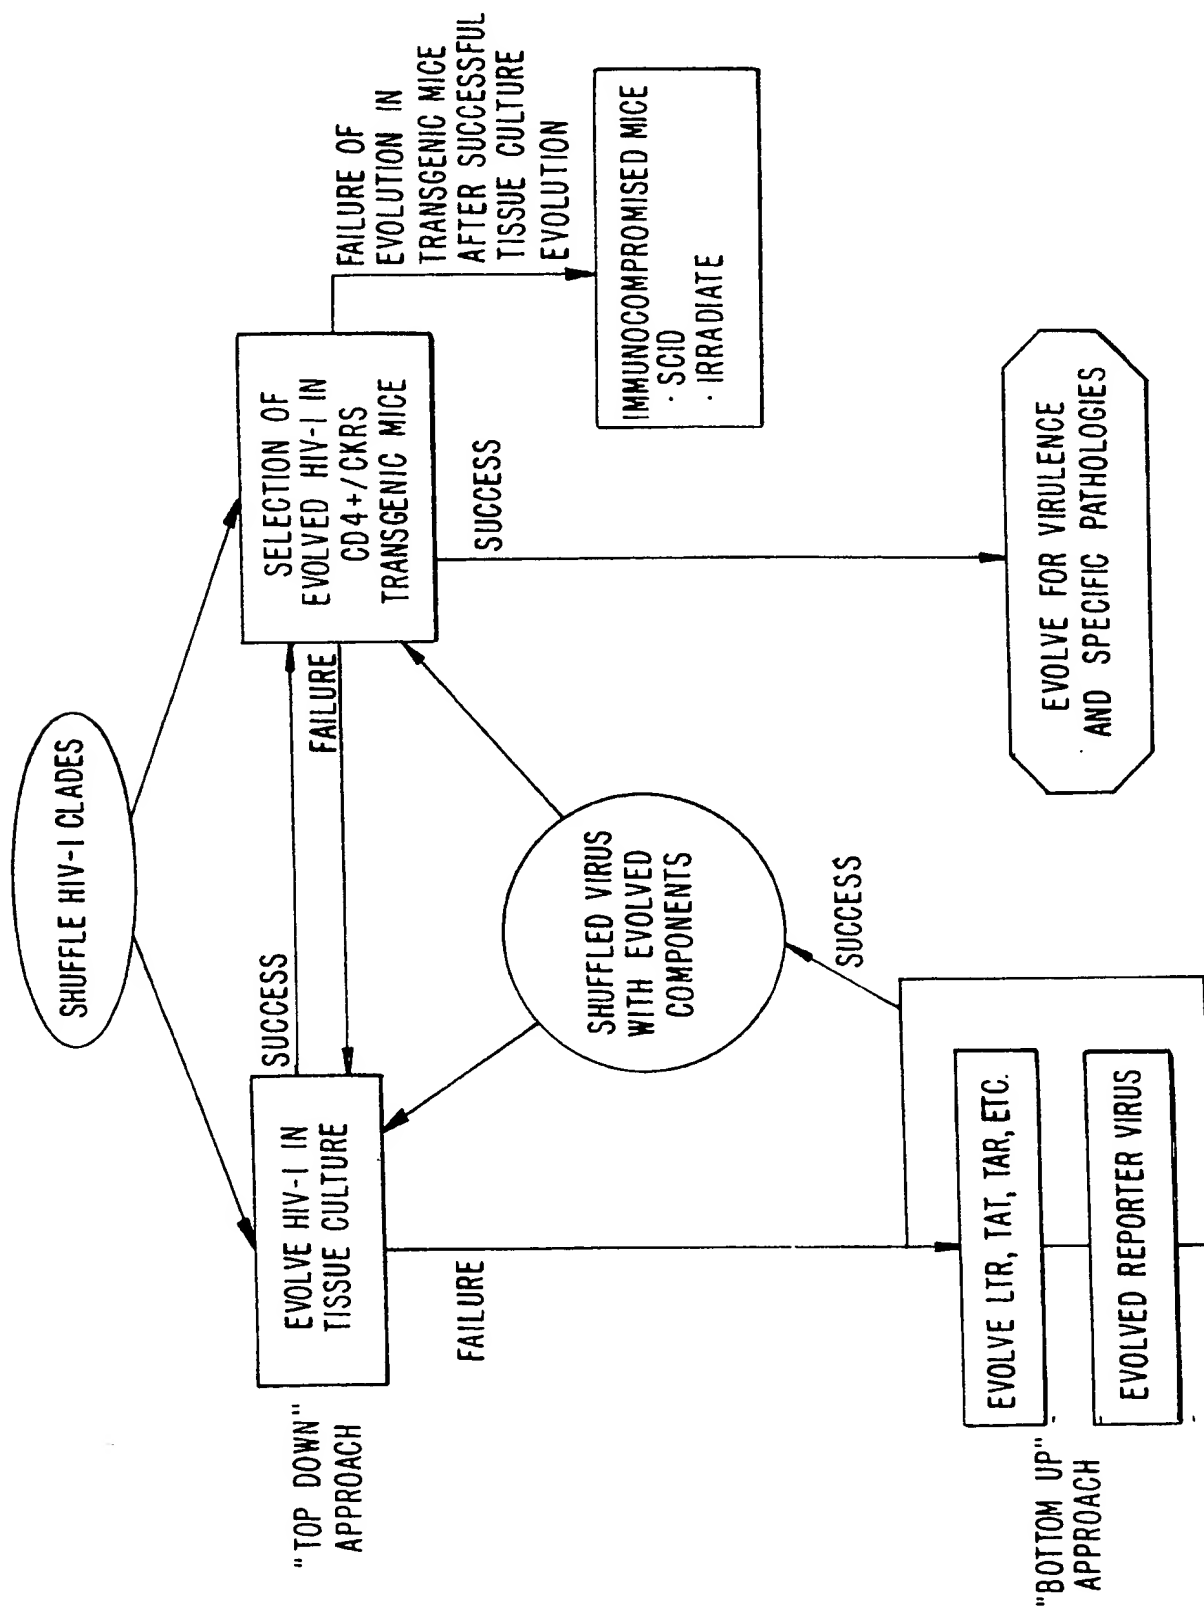 SHUFFLE HIV-1 CLADES
"TOP DOWN"
APPROACH
EVOLVE HIV-1 IN
TISSUE CULTURE
SUCCESS
FAILURE
SELECTION OF
EVOLVED HIV-1 IN
CD4+/CKRS
TRANSGENIC MICE
FAILURE OF
EVOLUTION IN
TRANSGENIC MICE
AFTER SUCCESSFUL
TISSUE CULTURE
EVOLUTION
FAILURE
SUCCESS
SHUFFLED VIRUS
WITH EVOLVED
COMPONENTS
IMMUNOCOMPROMISED MICE
· SCID
· IRRADIATE
SUCCESS
"BOTTOM UP"
APPROACH
EVOLVE LTR, TAT, TAR, ETC.
EVOLVED REPORTER VIRUS
EVOLVE FOR VIRULENCE
AND SPECIFIC PATHOLOGIES